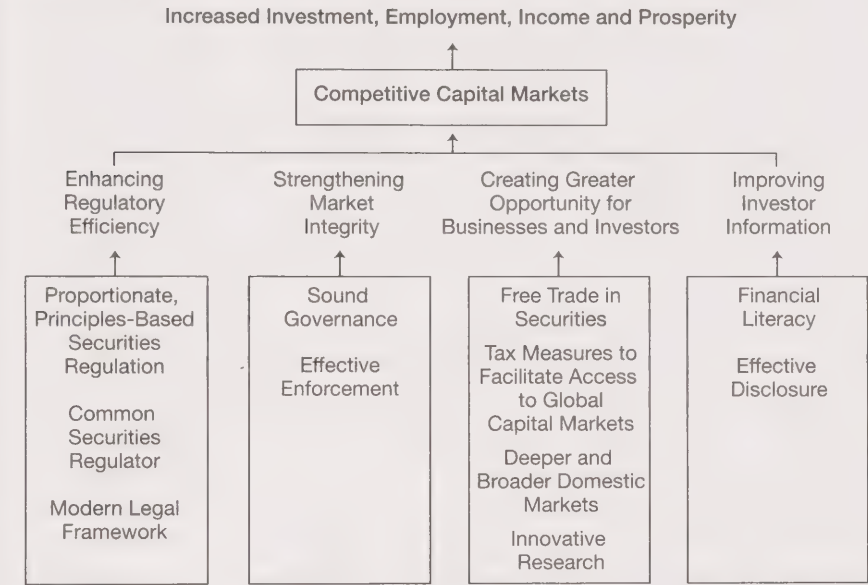 Increased Investment, Employment, Income and Prosperity
Competitive Capital Markets
Enhancing
Regulatory
Efficiency
Strengthening
Market
Integrity
Creating Greater
Opportunity for
Businesses and Investors
Improving
Investor
Information
Proportionate,
Principles-Based
Securities
Regulation
Common
Securities
Regulator
Modern Legal
Framework
Sound
Governance
Effective
Enforcement
Free Trade in
Securities
Tax Measures to
Facilitate Access
to Global
Capital Markets
Deeper and
Broader Domestic
Markets
Innovative
Research
Financial
Literacy
Effective
Disclosure